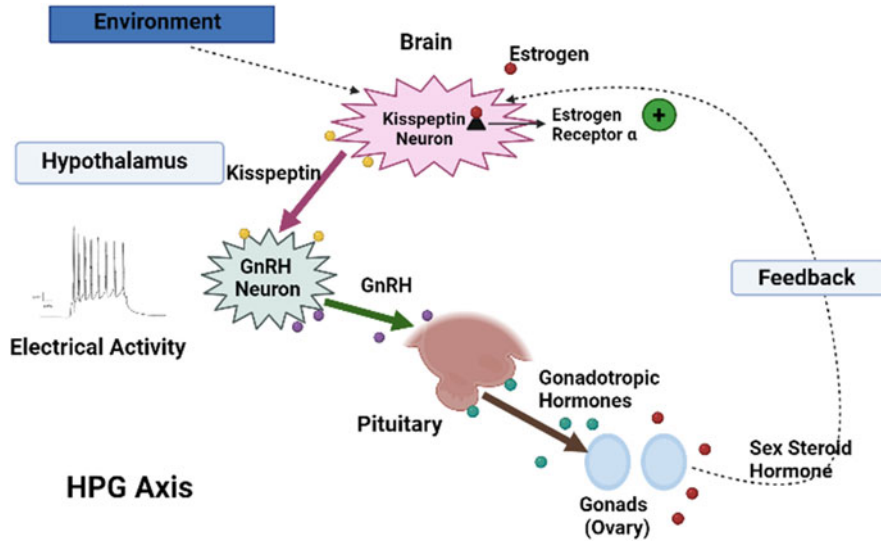 Environment
Brain
Estrogen
Kisspeptin
Neuron
Estrogen
Receptor α
+
Hypothalamus
Kisspeptin
GnRH
Neuron
GnRH
Feedback
Electrical Activity
Gonadotropic
Hormones
Pituitary
Sex Steroid
Hormone
HPG Axis
Gonads
(Ovary)